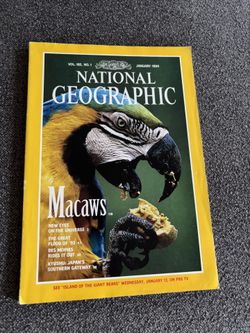 VOL. 185, NO. 1
JANUARY 1994
NATIONAL
GEOGRAPHIC
Macaws
NEW EYES
ON THE UNIVERSE
THE GREAT
FLOOD OF '93
DES MOINES
RIDES IT OUT
KYUSHU: JAPAN'S
SOUTHERN GATEWAY
SEE "ISLAND OF THE GIANT BEARS" WEDNESDAY, JANUARY 12, ON PBS TV